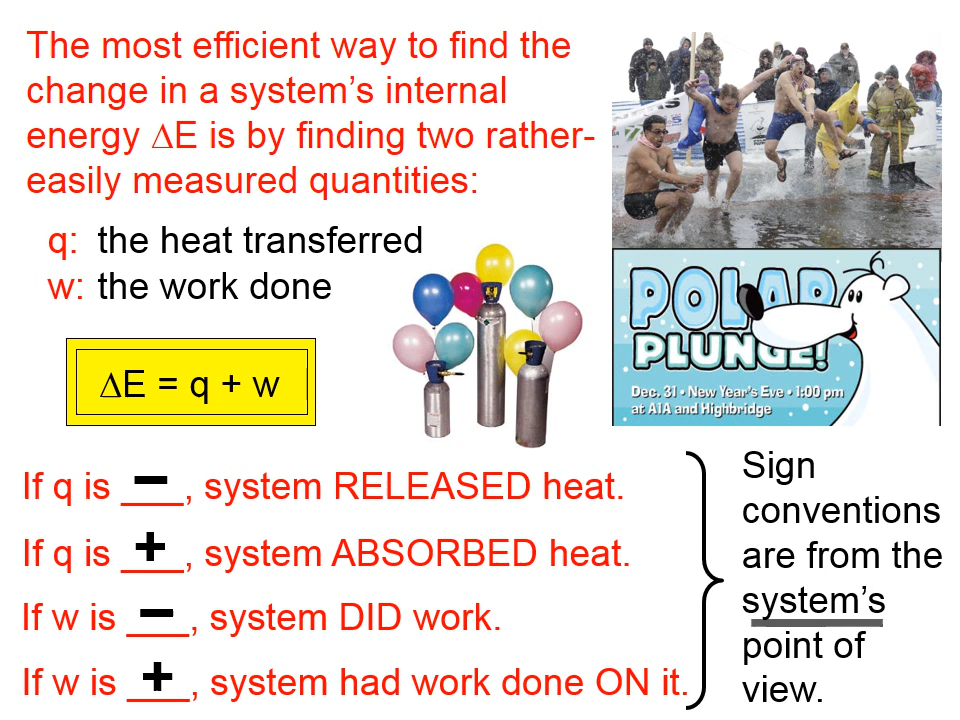 The most efficient way to find the
change in a system's internal
energy ∆E is by finding two rather-
easily measured quantities:
q: the heat transferred
w: the work done
∆E = q + w
POLAR
PLUNGE!
Dec. 31 • New Year's Eve • 1:00 pm
at A1A and Highbridge
If q is − , system RELEASED heat.
If q is + , system ABSORBED heat.
If w is − , system DID work.
If w is + , system had work done ON it.
Sign
conventions
are from the
system's
point of
view.